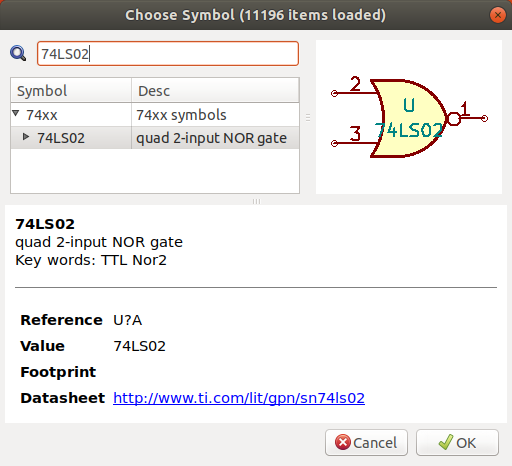 Choose Symbol (11196 items loaded)
74LS02
Symbol Desc
74xx 74xx symbols
74LS02 quad 2-input NOR gate
2
U
1
74LS02
3
74LS02
quad 2-input NOR gate
Key words: TTL Nor2
Reference U?A
Value 74LS02
Footprint
Datasheet http://www.ti.com/lit/gpn/sn74ls02
Cancel
OK